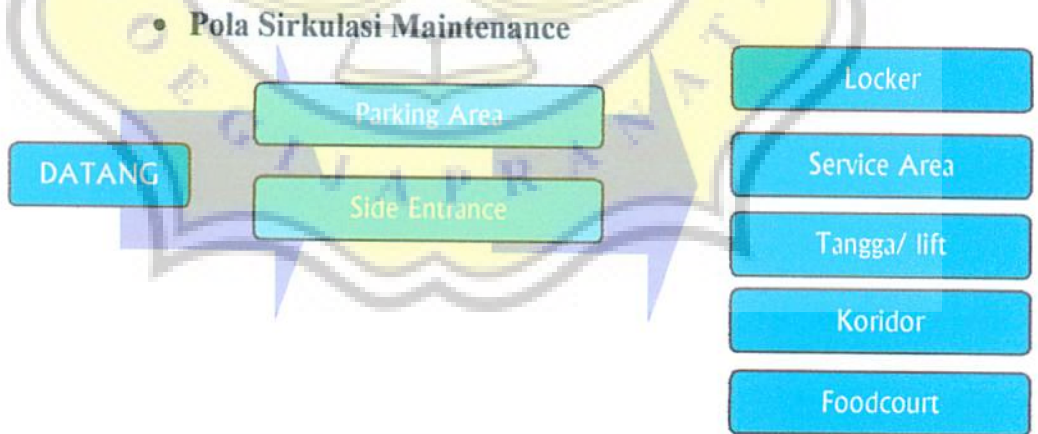 • Pola Sirkulasi Maintenance
DATANG
Parking Area
Side Entrance
Locker
Service Area
Tangga/ lift
Koridor
Foodcourt